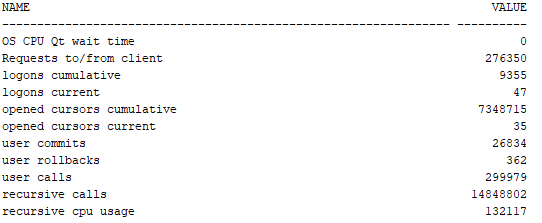 NAME VALUE
---------------------------------------------------------------- ----------
OS CPU Qt wait time 0
Requests to/from client 276350
logons cumulative 9355
logons current 47
opened cursors cumulative 7348715
opened cursors current 35
user commits 26834
user rollbacks 362
user calls 299979
recursive calls 14848802
recursive cpu usage 132117